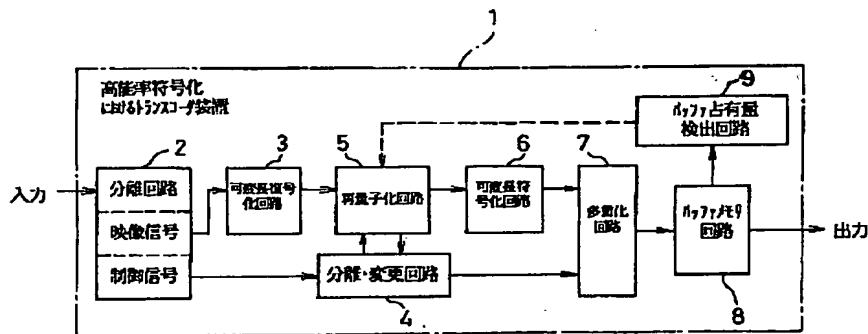 1
高能率符号化
におけるトランスコーダ装置
9
バッファ占有量
検出回路
2
3
5
6
7
入力
分離回路
映像信号
制御信号
可変長復号
化回路
再量子化回路
可変長符
号化回路
多重化
回路
バッファメモリ
回路
出力
分離・変更回路
4
8